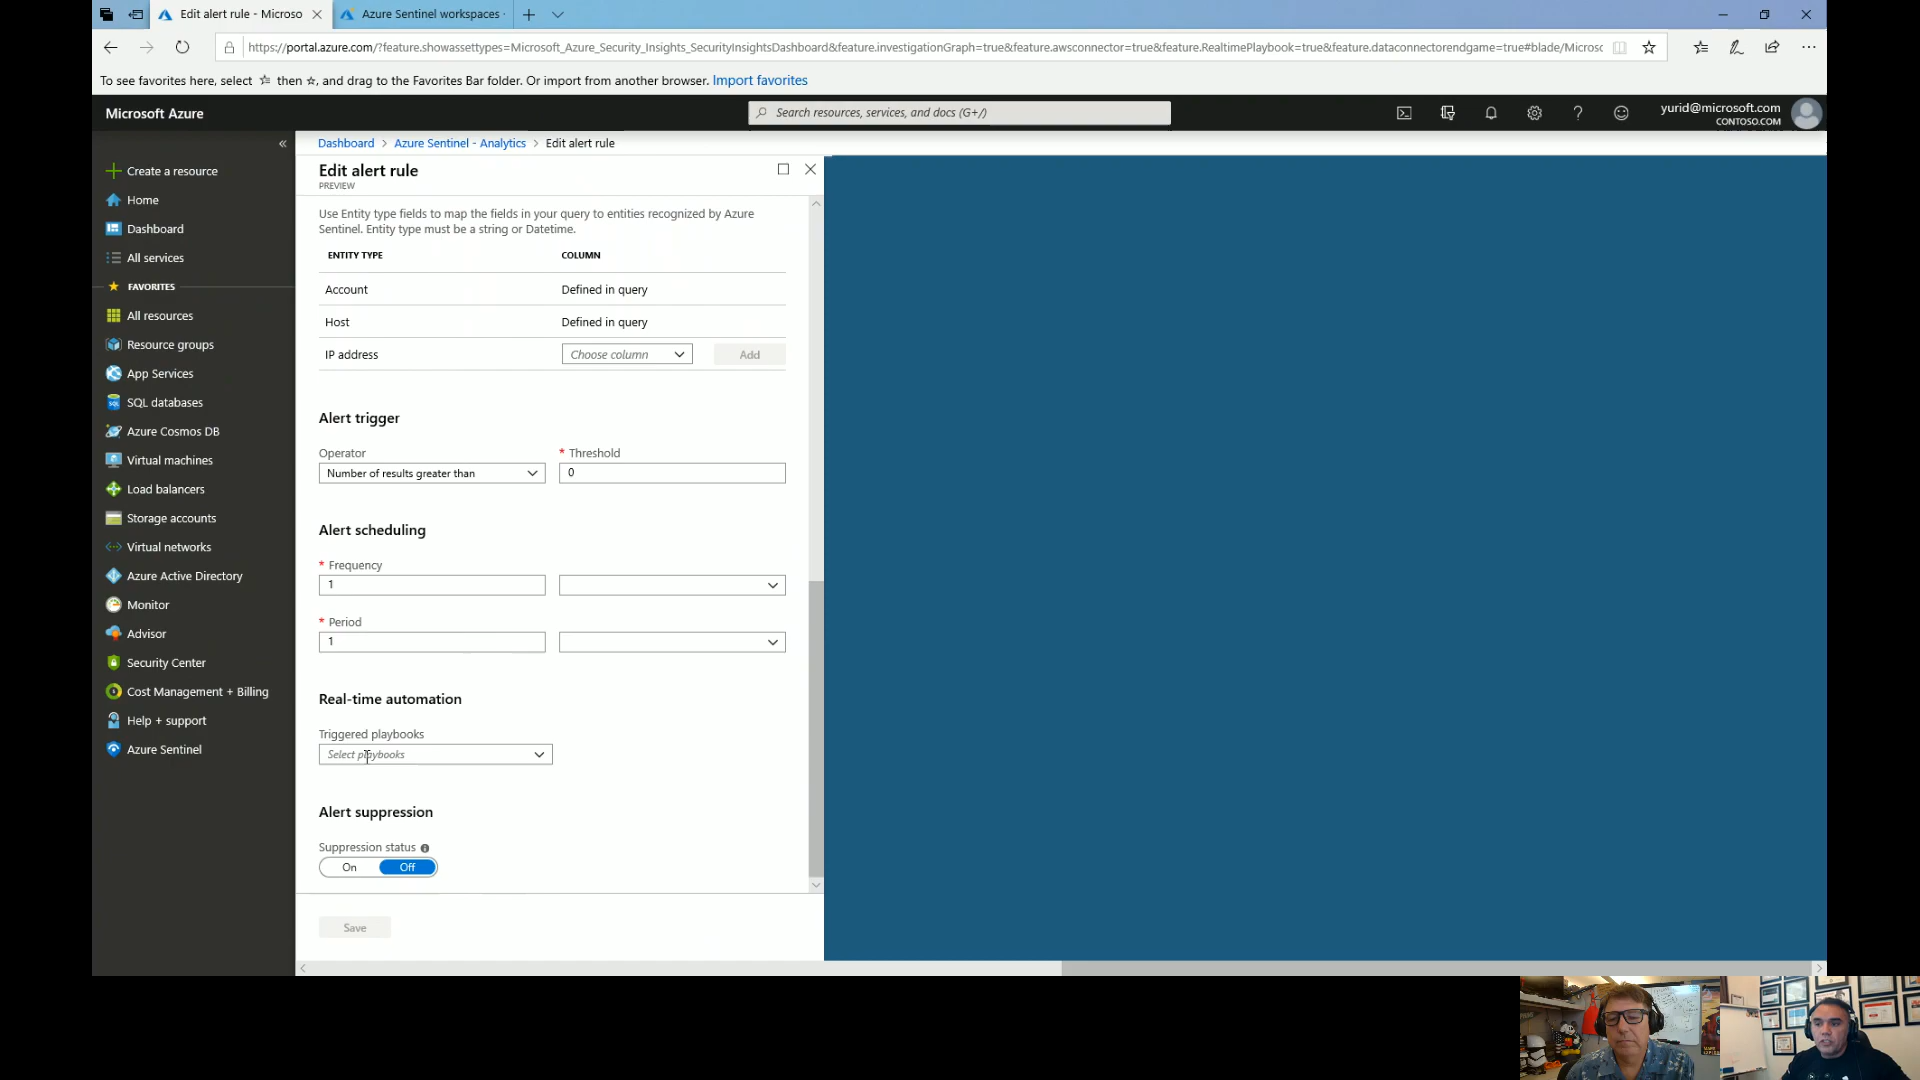 Edit alert rule - Microso
Azure Sentinel workspaces -
https://portal.azure.com/?feature.showassettypes=Microsoft_Azure_Security_Insights_SecurityInsightsDashboard&feature.investigationGraph=true&feature.awsconnector=true&feature.RealtimePlaybook=true&feature.dataconnectorendgame=true#blade/Microsc
To see favorites here, select ☆ then ☆, and drag to the Favorites Bar folder. Or import from another browser. Import favorites
Microsoft Azure
Search resources, services, and docs (G+/)
yurid@microsoft.com
CONTOSO.COM
Create a resource
Home
Dashboard
All services
FAVORITES
All resources
Resource groups
App Services
SQL databases
Azure Cosmos DB
Virtual machines
Load balancers
Storage accounts
Virtual networks
Azure Active Directory
Monitor
Advisor
Security Center
Cost Management + Billing
Help + support
Azure Sentinel
Dashboard > Azure Sentinel - Analytics > Edit alert rule
Edit alert rule
PREVIEW
Use Entity type fields to map the fields in your query to entities recognized by Azure
Sentinel. Entity type must be a string or Datetime.
ENTITY TYPE COLUMN
Account Defined in query
Host Defined in query
IP address Choose column Add
Alert trigger
Operator * Threshold
Number of results greater than 0
Alert scheduling
* Frequency
1
* Period
1
Real-time automation
Triggered playbooks
Select playbooks
Alert suppression
Suppression status
On Off
Save